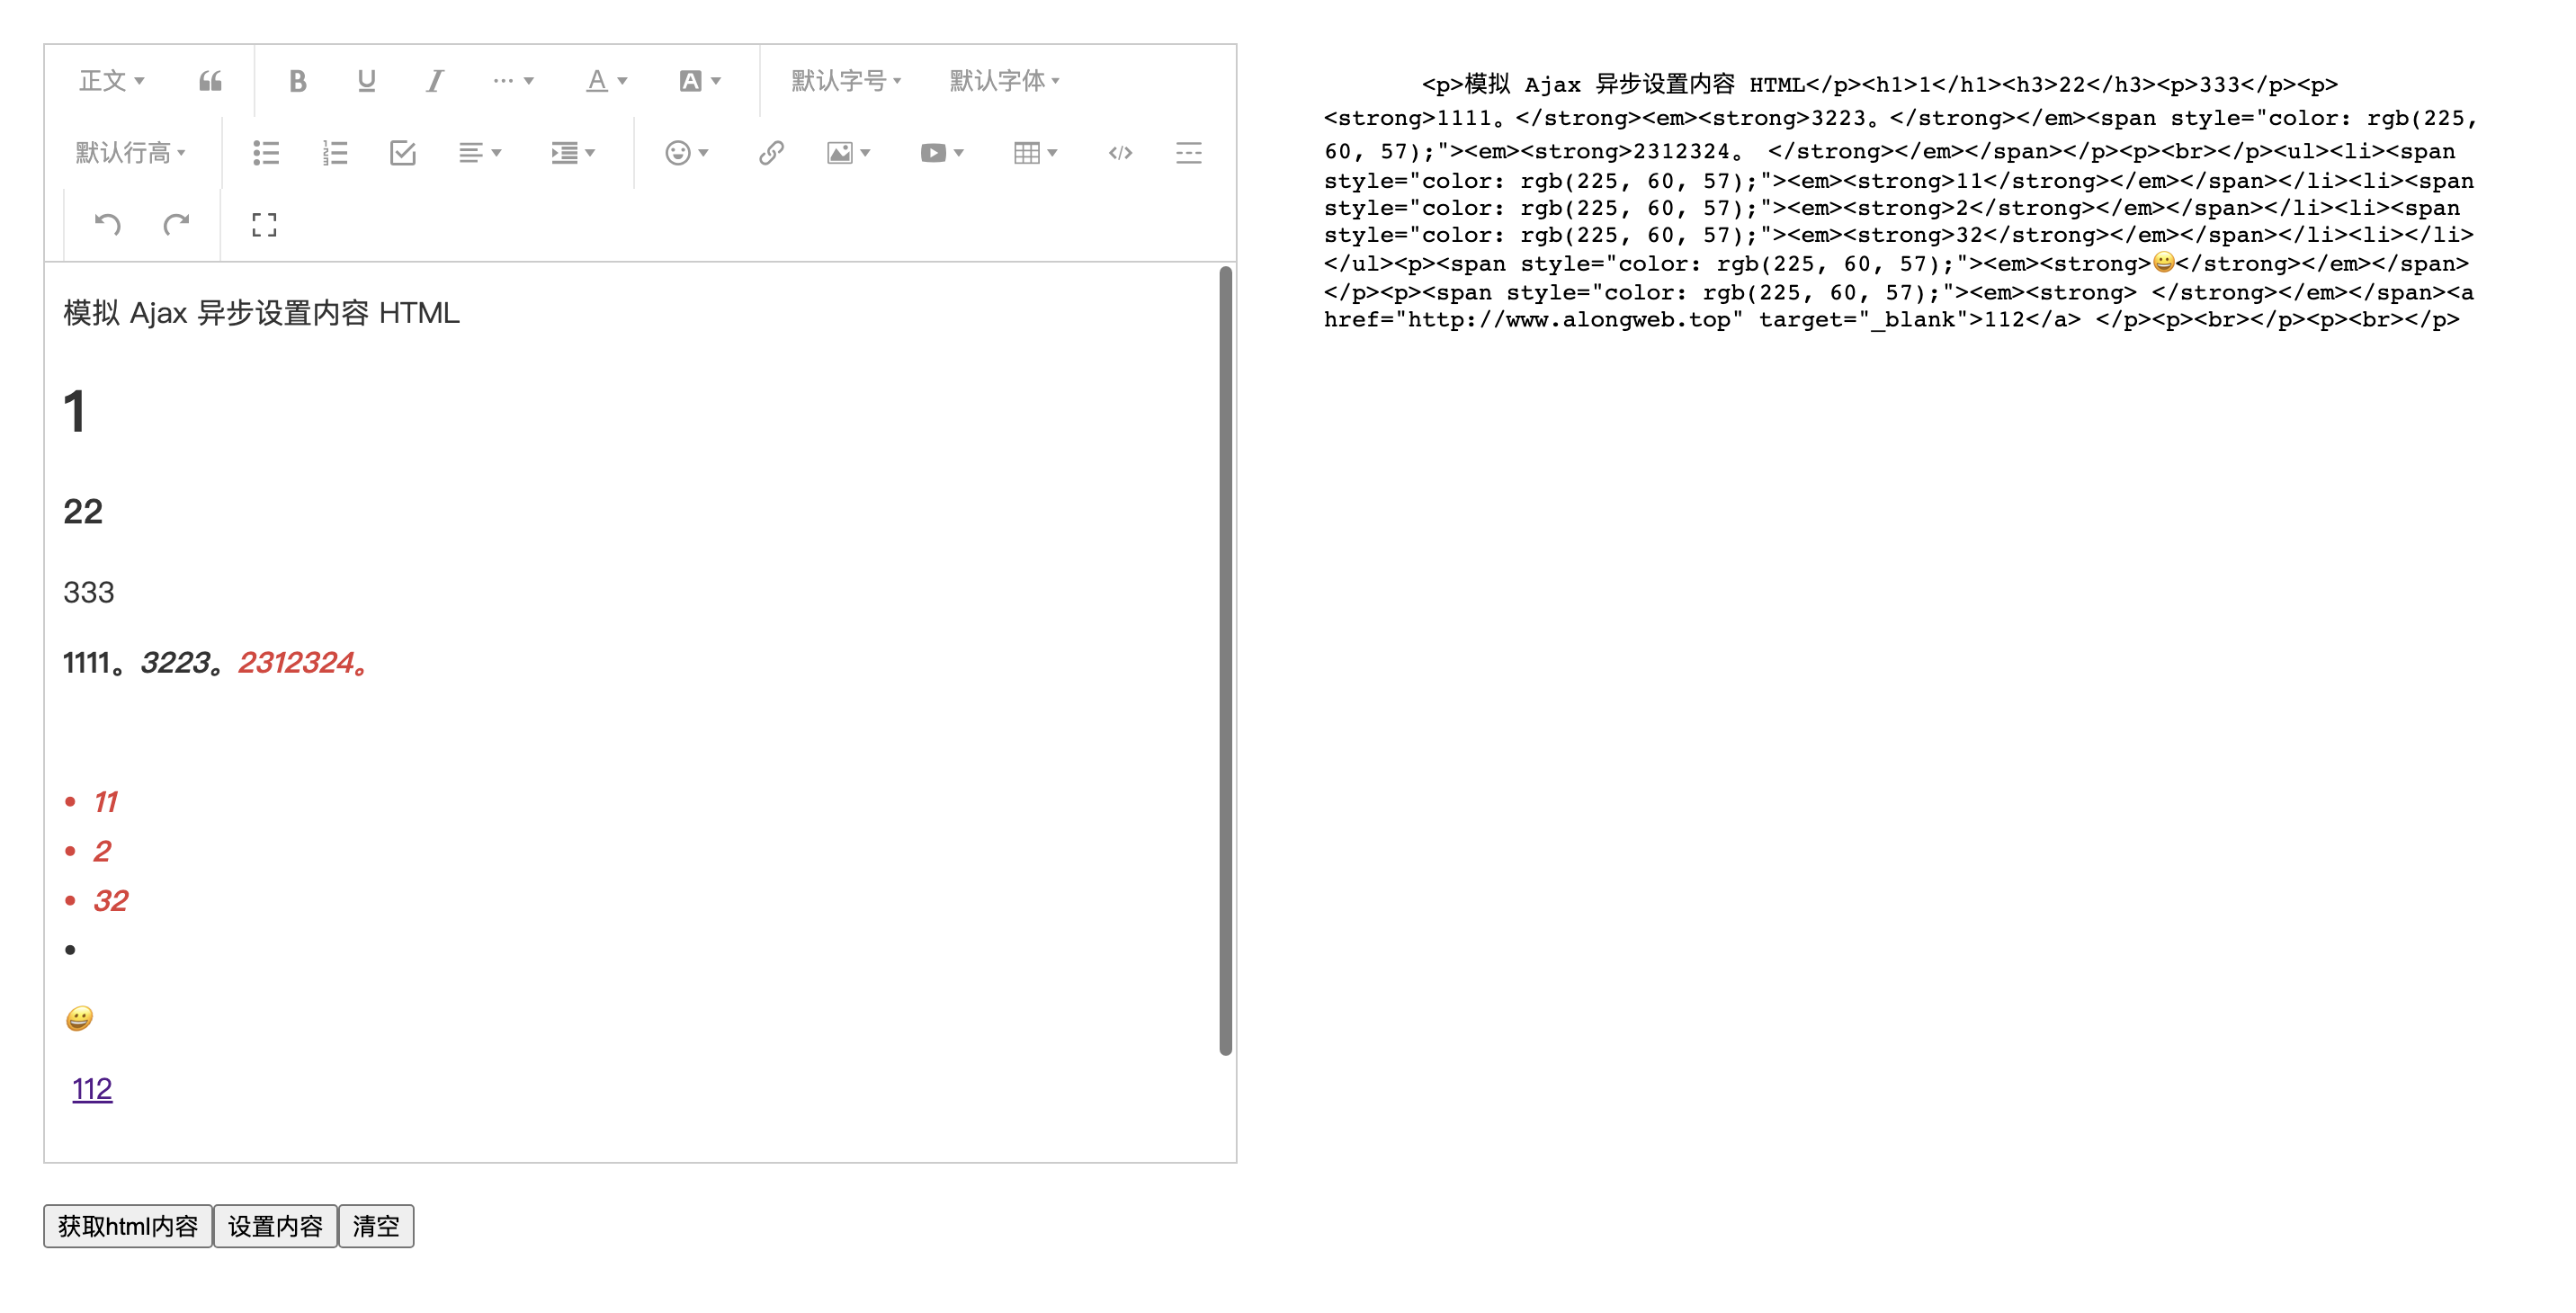 正文 B U I ... A A 默认字号 默认字体
默认行高
模拟 Ajax 异步设置内容 HTML
1
22
333
1111。3223。2312324。
• 11
• 2
• 32
•
😀
112
获取html内容 设置内容 清空
<p>模拟 Ajax 异步设置内容 HTML</p><h1>1</h1><h3>22</h3><p>333</p><p>
<strong>1111。</strong><em><strong>3223。</strong></em><span style="color: rgb(225,
60, 57);"><em><strong>2312324。 </strong></em></span></p><p><br></p><ul><li><span
style="color: rgb(225, 60, 57);"><em><strong>11</strong></em></span></li><li><span
style="color: rgb(225, 60, 57);"><em><strong>2</strong></em></span></li><li><span
style="color: rgb(225, 60, 57);"><em><strong>32</strong></em></span></li><li></li>
</ul><p><span style="color: rgb(225, 60, 57);"><em><strong>😀</strong></em></span>
</p><p><span style="color: rgb(225, 60, 57);"><em><strong> </strong></em></span><a
href="http://www.alongweb.top" target="_blank">112</a> </p><p><br></p><p><br></p>